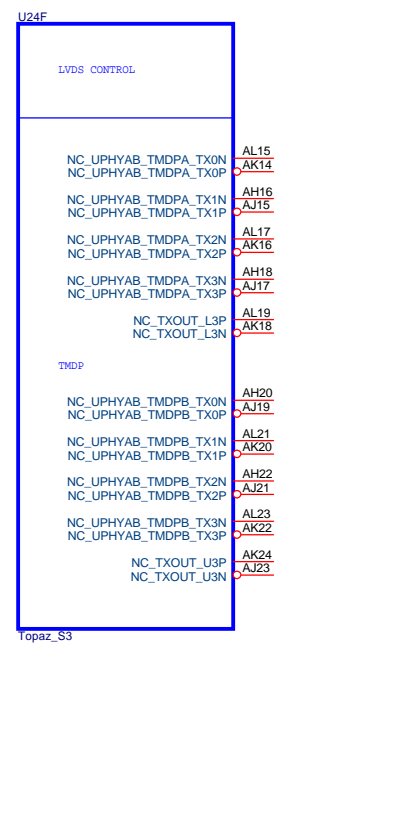 U24F
LVDS CONTROL
NC_UPHYAB_TMDPA_TX0N AL15
NC_UPHYAB_TMDPA_TX0P AK14
NC_UPHYAB_TMDPA_TX1N AH16
NC_UPHYAB_TMDPA_TX1P AJ15
NC_UPHYAB_TMDPA_TX2N AL17
NC_UPHYAB_TMDPA_TX2P AK16
NC_UPHYAB_TMDPA_TX3N AH18
NC_UPHYAB_TMDPA_TX3P AJ17
NC_TXOUT_L3P AL19
NC_TXOUT_L3N AK18
TMDP
NC_UPHYAB_TMDPB_TX0N AH20
NC_UPHYAB_TMDPB_TX0P AJ19
NC_UPHYAB_TMDPB_TX1N AL21
NC_UPHYAB_TMDPB_TX1P AK20
NC_UPHYAB_TMDPB_TX2N AH22
NC_UPHYAB_TMDPB_TX2P AJ21
NC_UPHYAB_TMDPB_TX3N AL23
NC_UPHYAB_TMDPB_TX3P AK22
NC_TXOUT_U3P AK24
NC_TXOUT_U3N AJ23
Topaz_S3